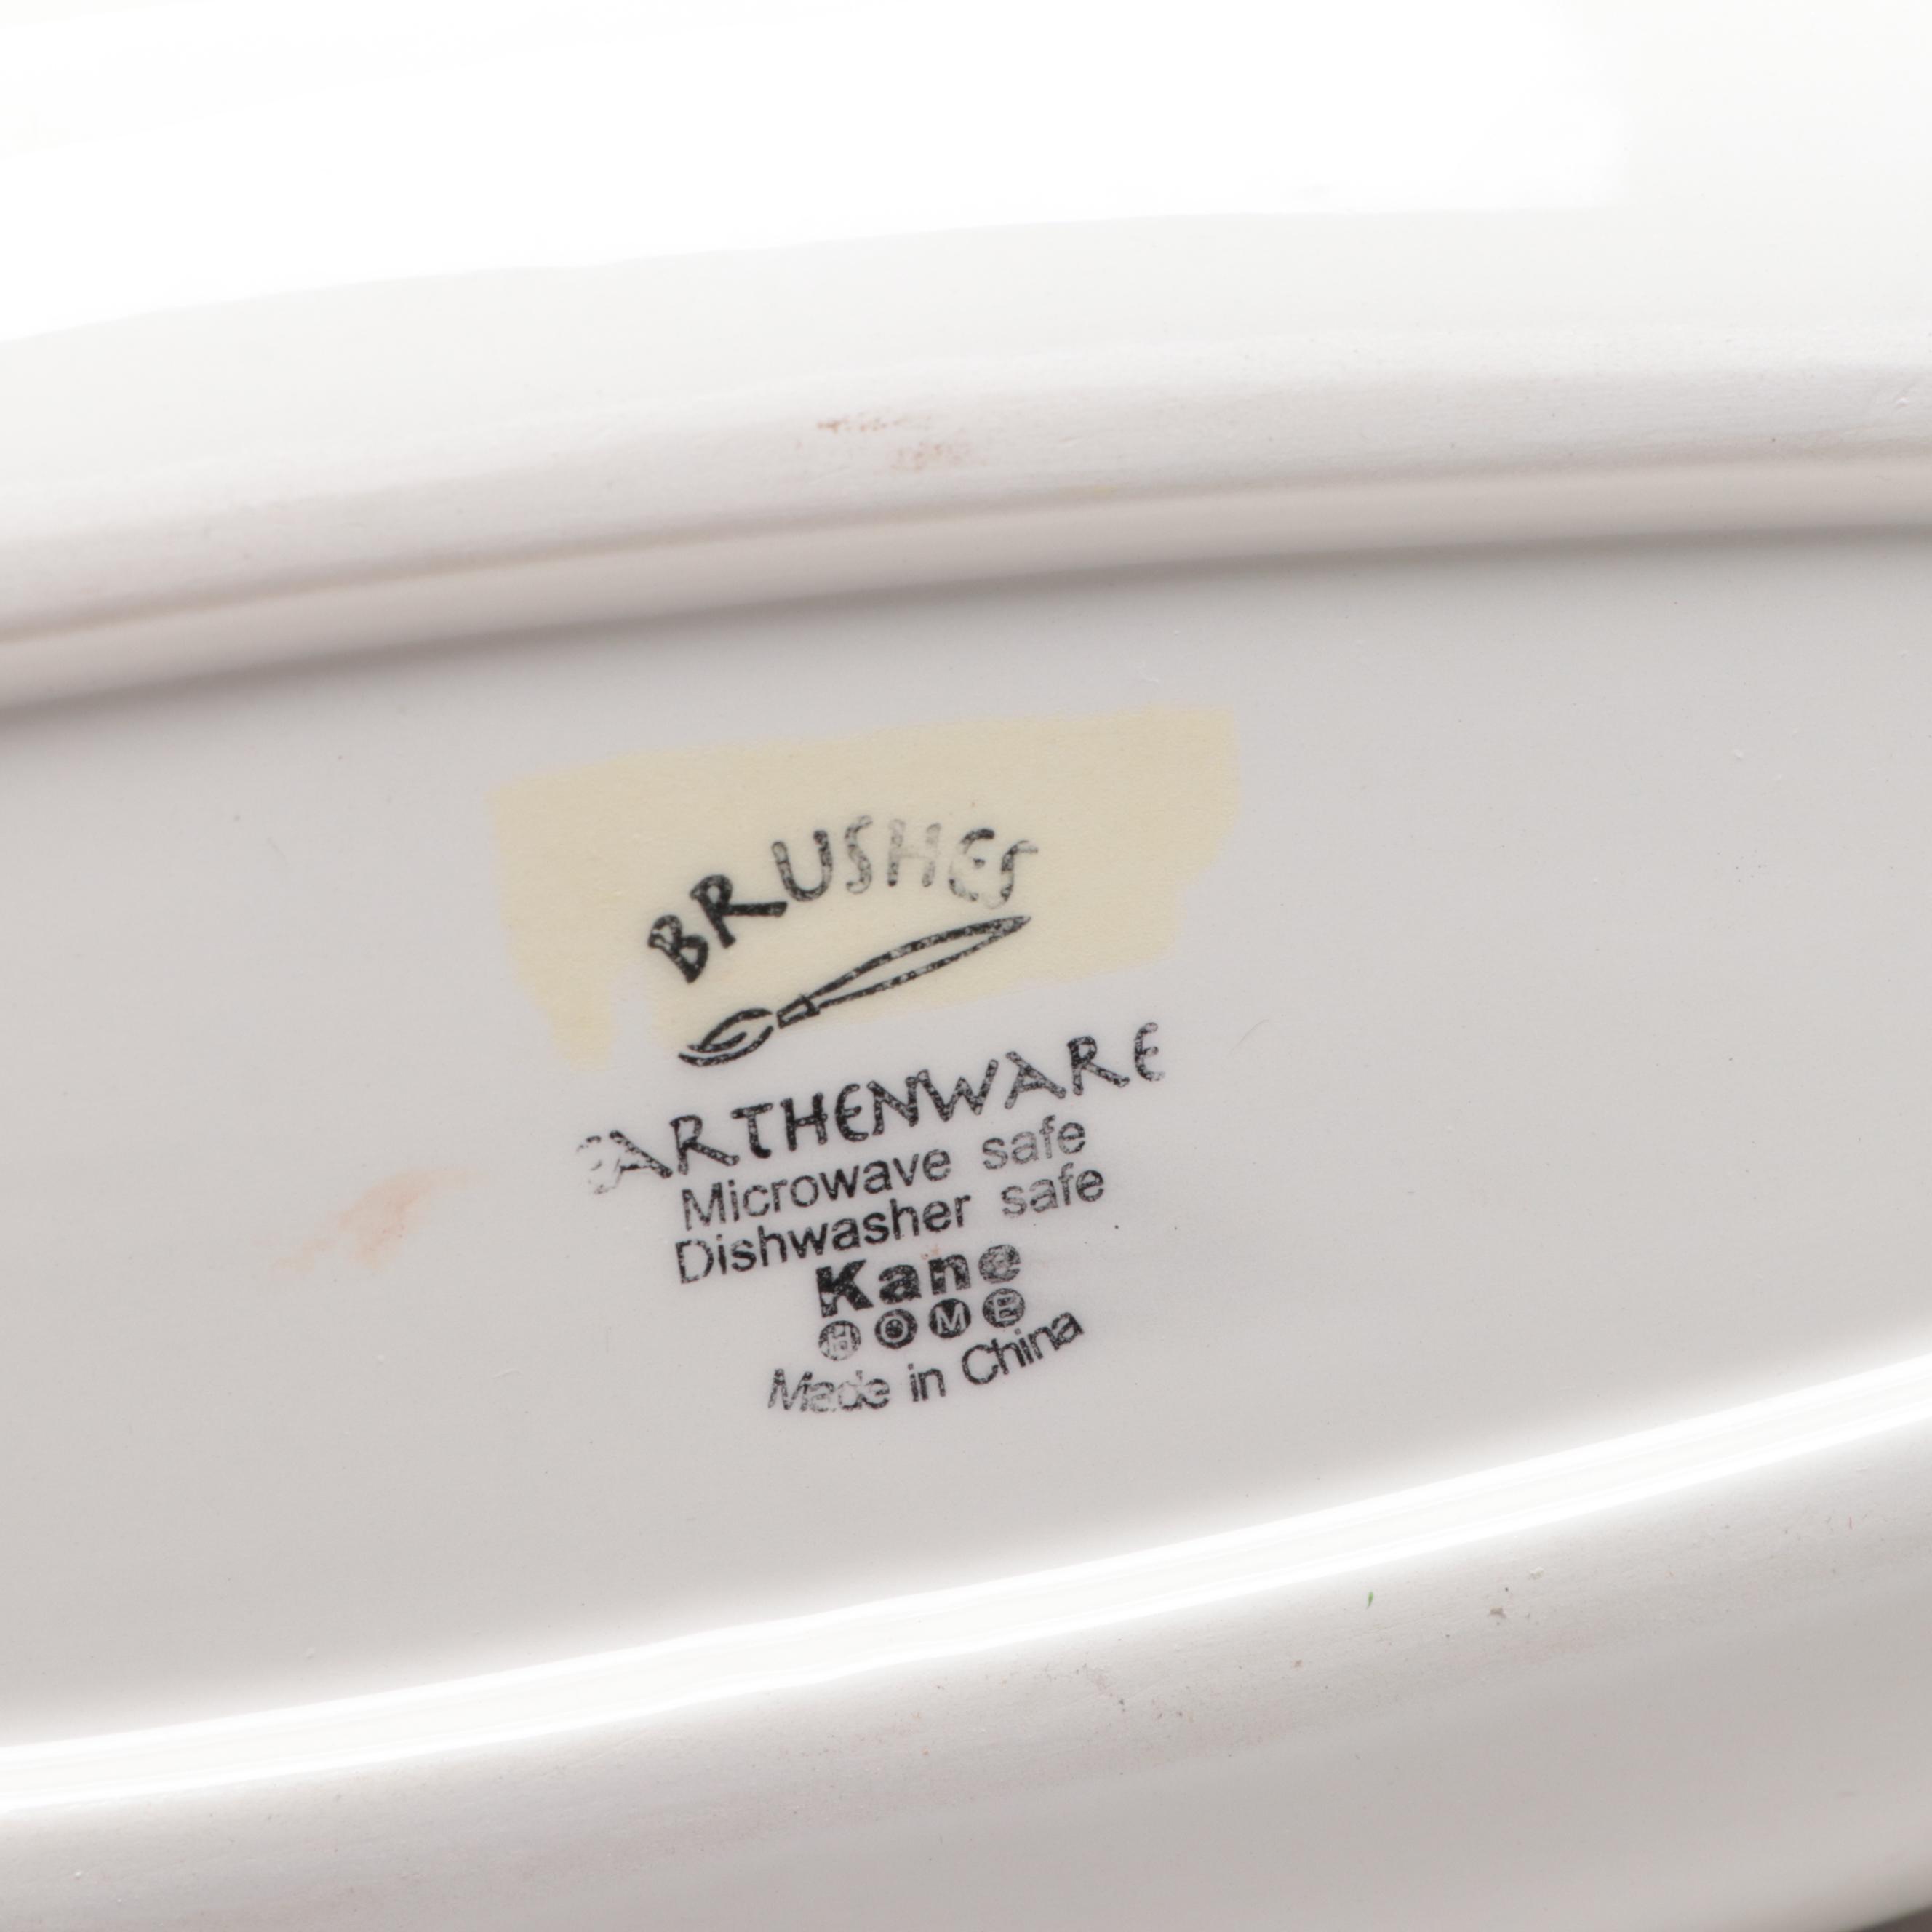 BRUSHES
EARTHENWARE
Microwave safe
Dishwasher safe
Kane
HOME
Made in China